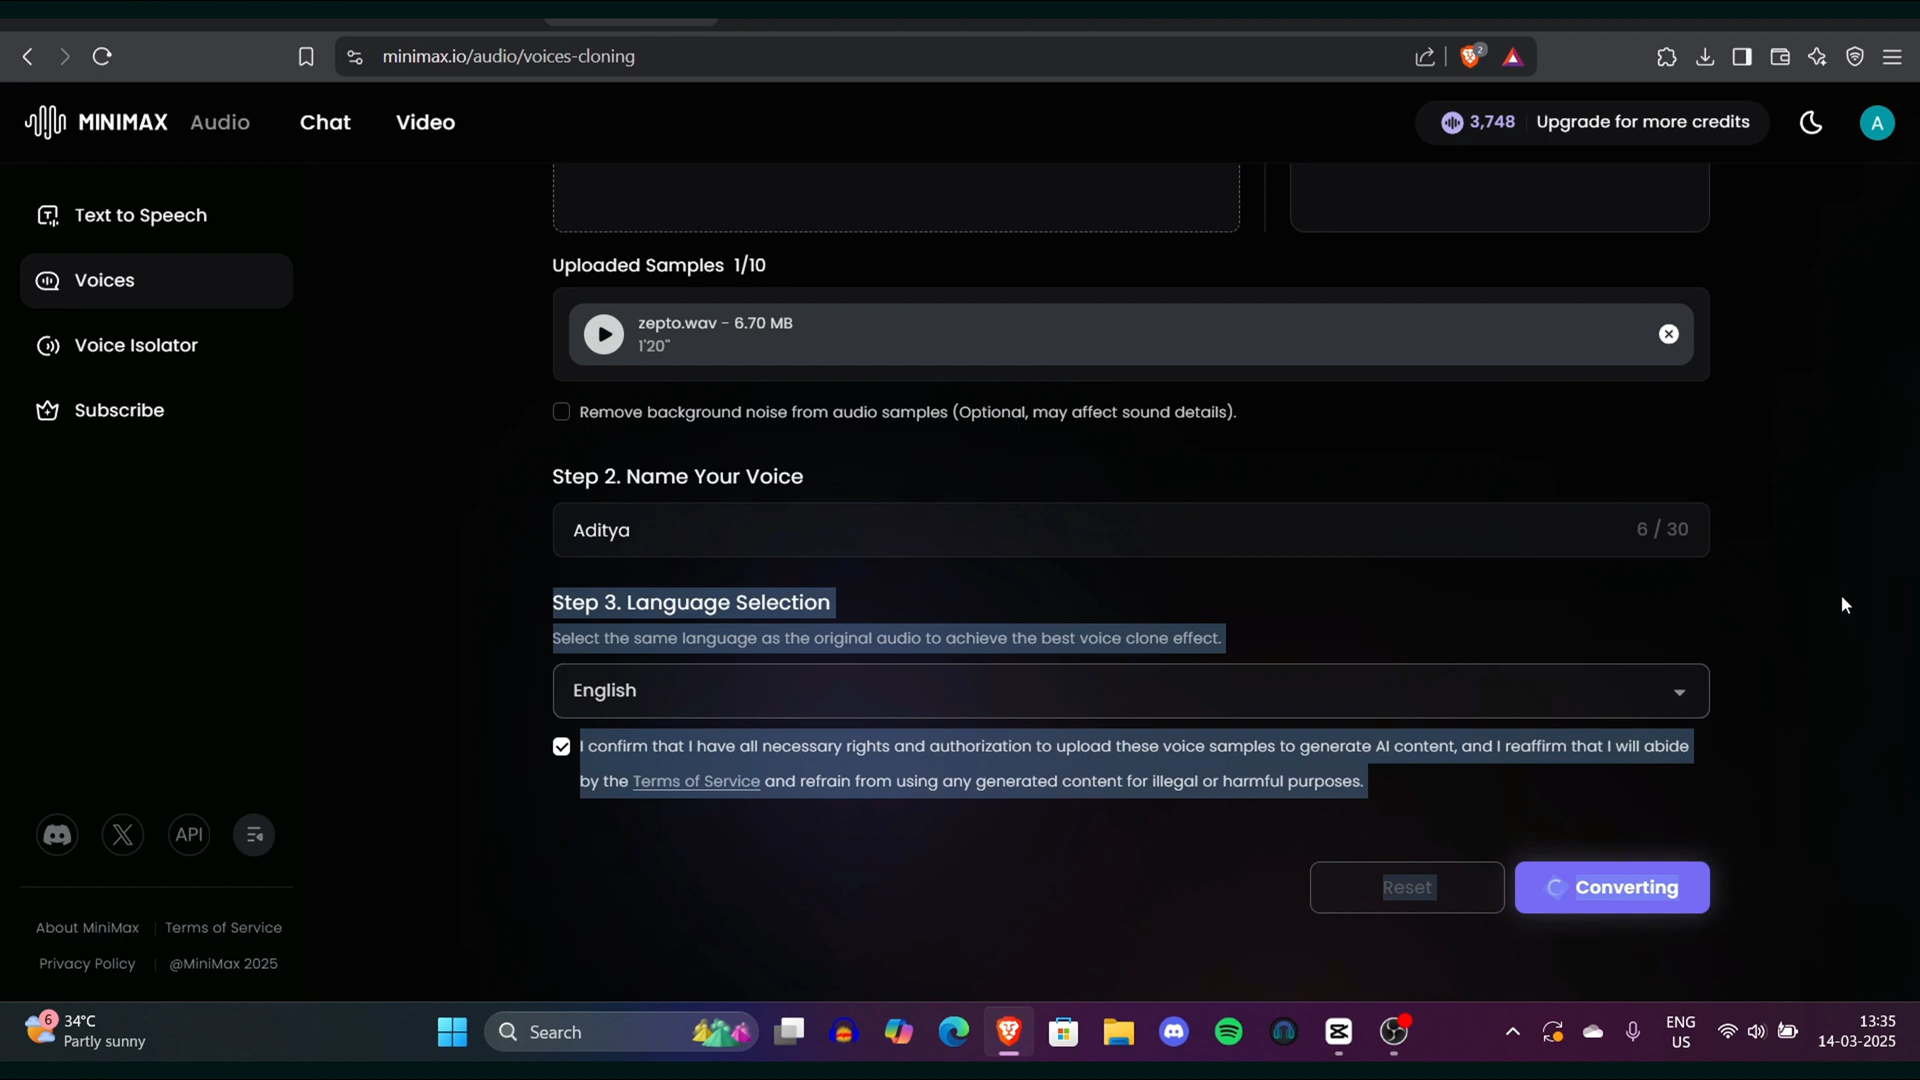 minimax.io/audio/voices-cloning
2
MINIMAX Audio Chat Video
3,748 Upgrade for more credits
A
Text to Speech
Voices
Voice Isolator
Subscribe
Uploaded Samples 1/10
zepto.wav - 6.70 MB
1'20"
Remove background noise from audio samples (Optional, may affect sound details).
Step 2. Name Your Voice
Aditya
6 / 30
Step 3. Language Selection
Select the same language as the original audio to achieve the best voice clone effect.
English
I confirm that I have all necessary rights and authorization to upload these voice samples to generate AI content, and I reaffirm that I will abide
by the Terms of Service and refrain from using any generated content for illegal or harmful purposes.
Reset
Converting
API
About MiniMax
Terms of Service
Privacy Policy
@MiniMax 2025
6
34°C
Partly sunny
Search
ENG
US
13:35
14-03-2025